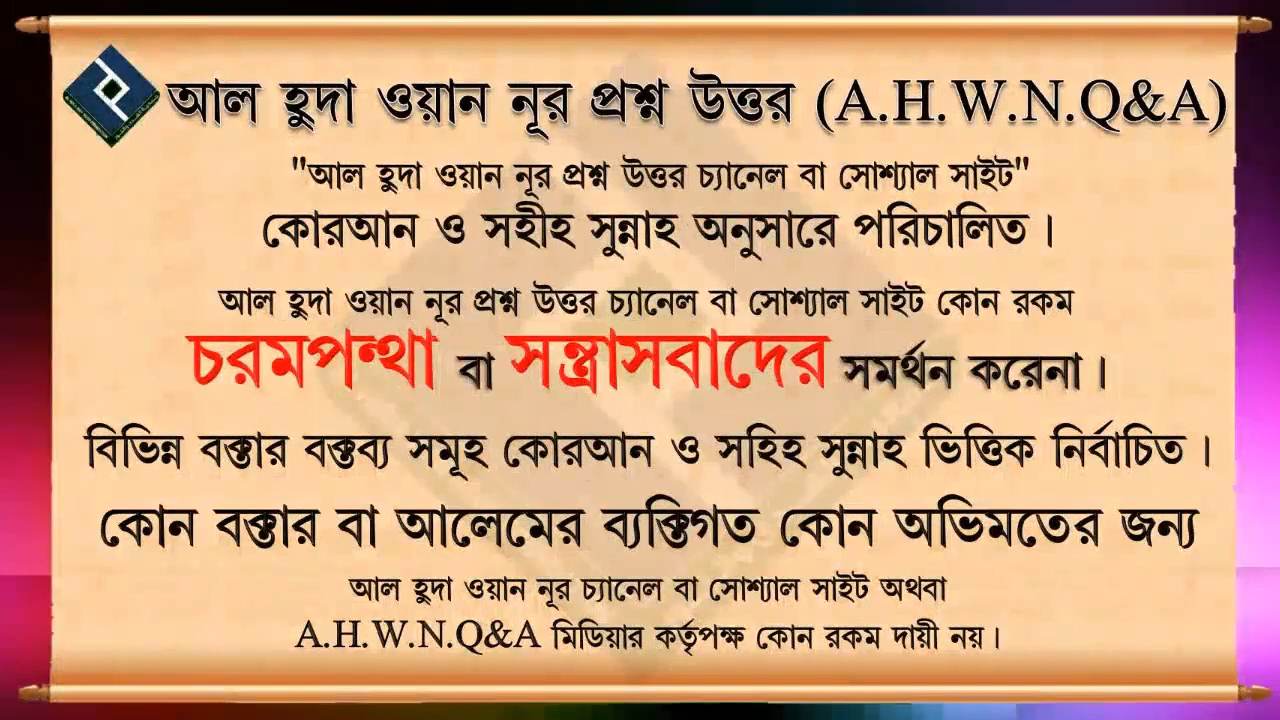 আল হুদা ওয়ান নূর প্রশ্ন উত্তর (A.H.W.N.Q&A)
"আল হুদা ওয়ান নূর প্রশ্ন উত্তর চ্যানেল বা সোশ্যাল সাইট"
কোরআন ও সহীহ সুন্নাহ অনুসারে পরিচালিত।
আল হুদা ওয়ান নূর প্রশ্ন উত্তর চ্যানেল বা সোশ্যাল সাইট কোন রকম
চরমপন্থা বা সন্ত্রাসবাদের সমর্থন করেনা।
বিভিন্ন বক্তার বক্তব্য সমূহ কোরআন ও সহিহ সুন্নাহ ভিত্তিক নির্বাচিত।
কোন বক্তার বা আলেমের ব্যক্তিগত কোন অভিমতের জন্য
আল হুদা ওয়ান নূর চ্যানেল বা সোশ্যাল সাইট অথবা
A.H.W.N.Q&A মিডিয়ার কর্তৃপক্ষ কোন রকম দায়ী নয়।